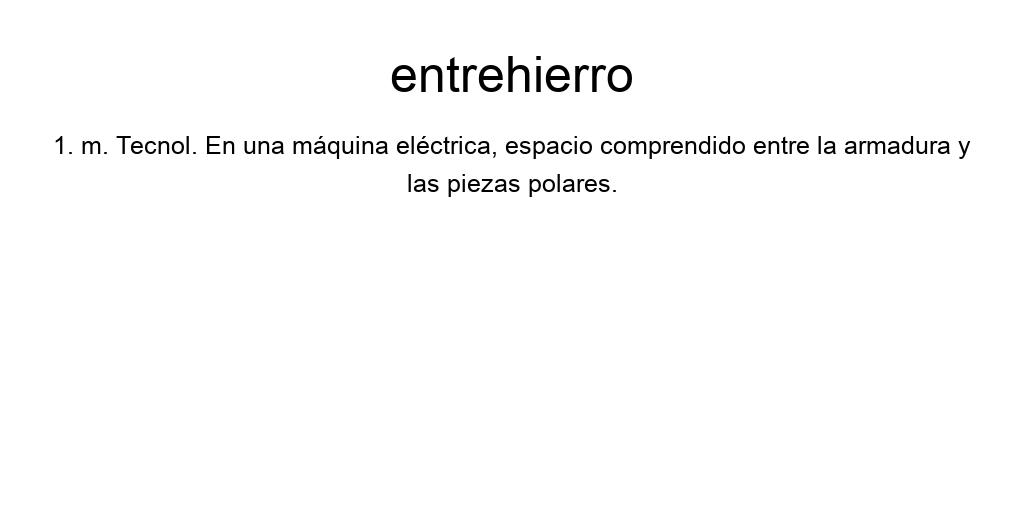 entrehierro
1. m. Tecnol. En una máquina eléctrica, espacio comprendido entre la armadura y
las piezas polares.